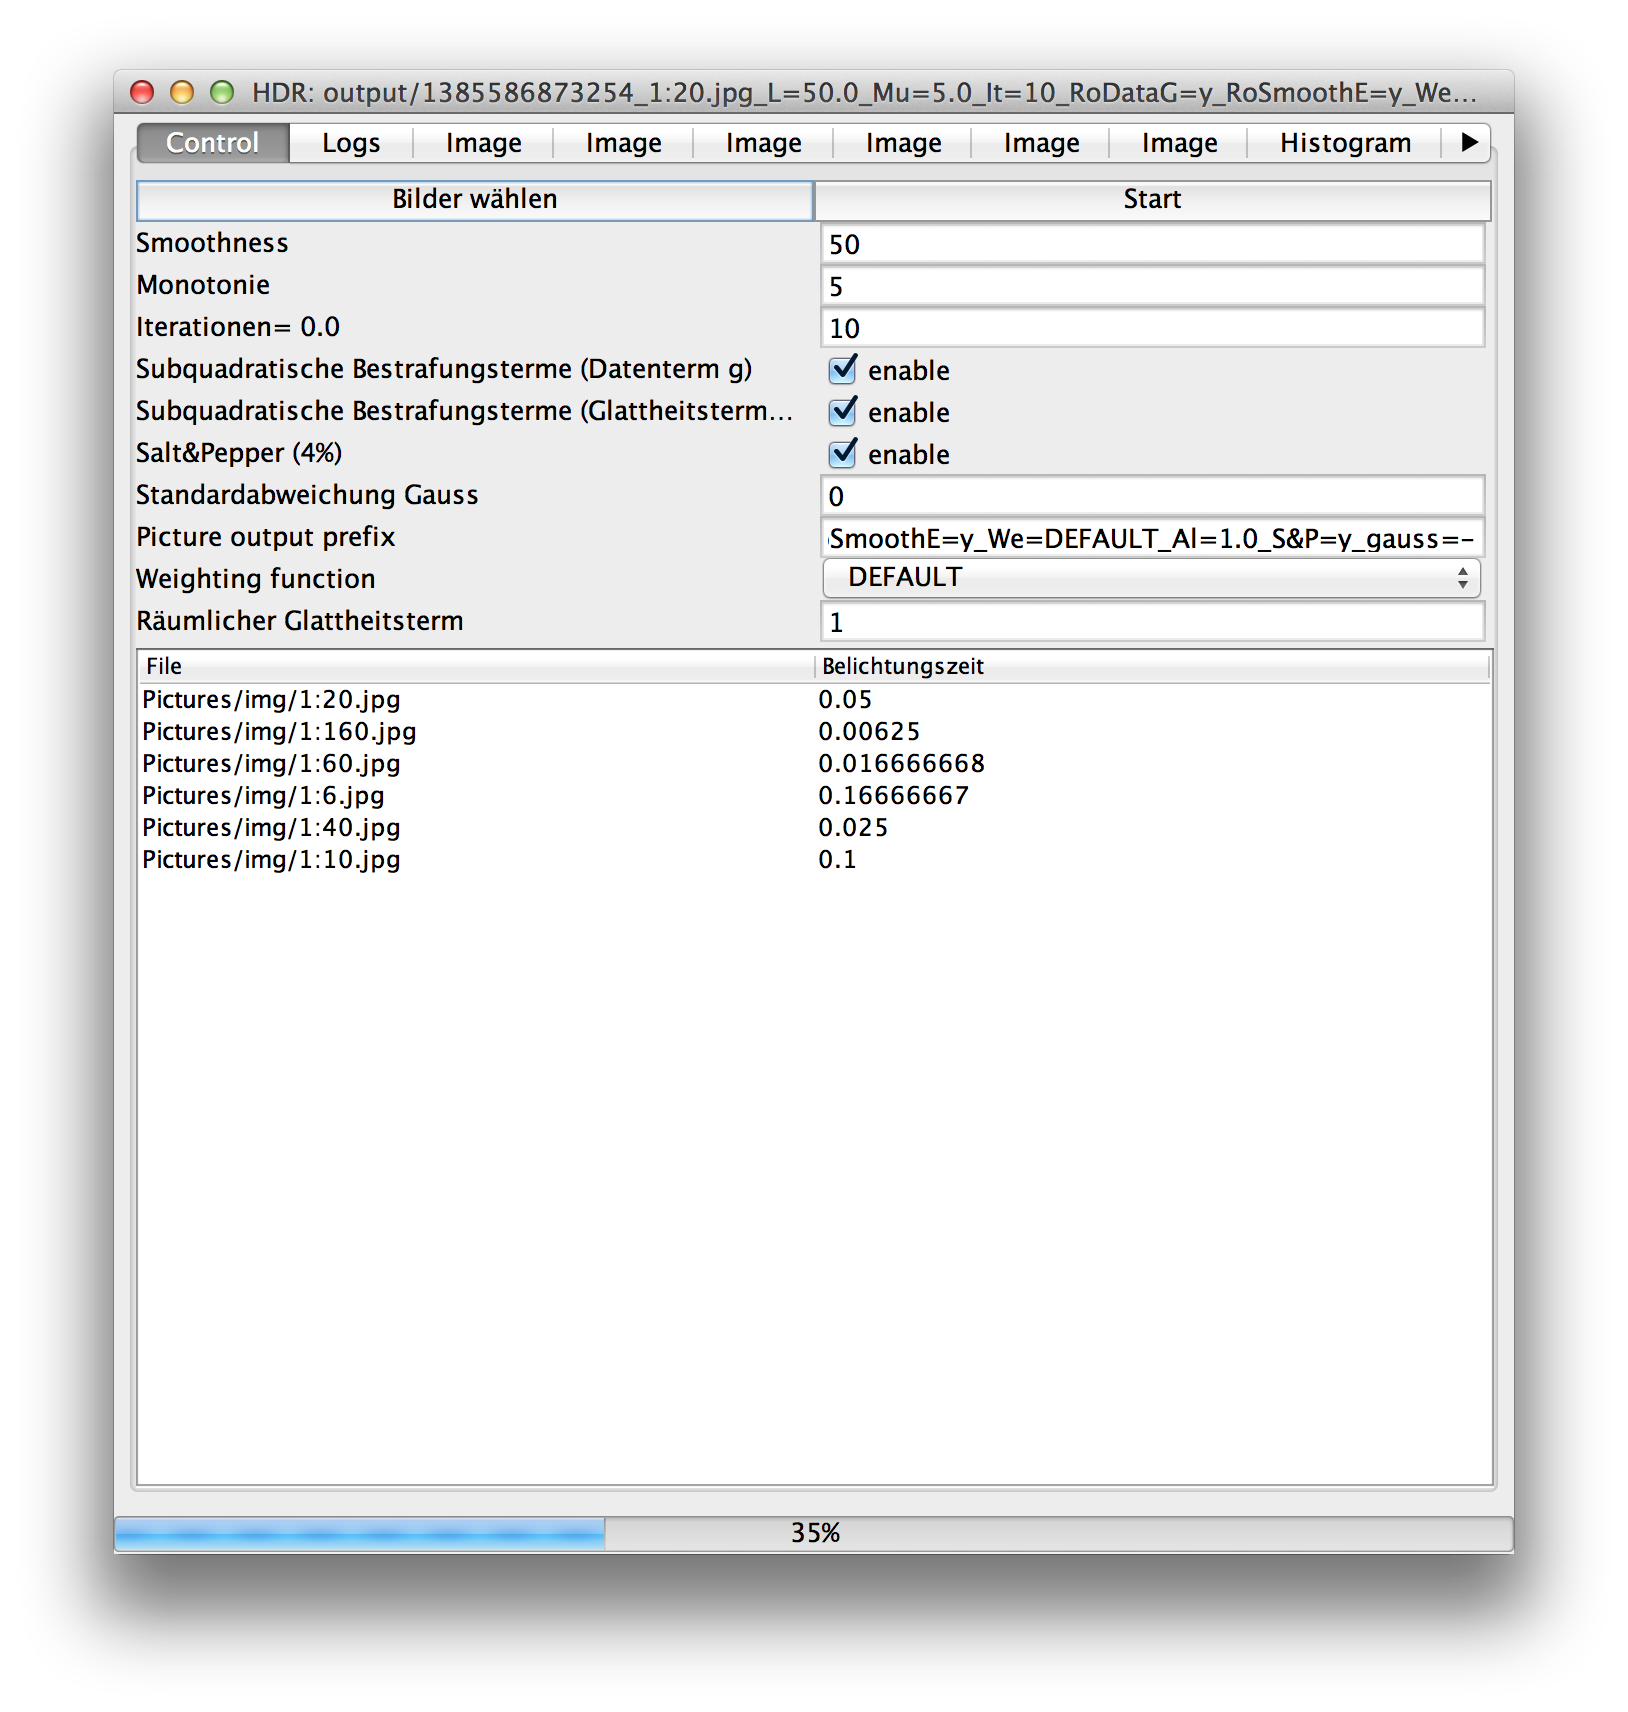 HDR: output/1385586873254_1:20.jpg_L=50.0_Mu=5.0_It=10_RoDataG=y_RoSmoothE=y_We...
Control Logs Image Image Image Image Image Image Histogram
Bilder wählen Start
Smoothness 50
Monotonie 5
Iterationen= 0.0 10
Subquadratische Bestrafungsterme (Datenterm g) enable
Subquadratische Bestrafungsterme (Glattheitsterm... enable
Salt&Pepper (4%) enable
Standardabweichung Gauss 0
Picture output prefix SmoothE=y_We=DEFAULT_Al=1.0_S&P=y_gauss=-
Weighting function DEFAULT
Räumlicher Glattheitsterm 1
File Belichtungszeit
Pictures/img/1:20.jpg 0.05
Pictures/img/1:160.jpg 0.00625
Pictures/img/1:60.jpg 0.016666668
Pictures/img/1:6.jpg 0.16666667
Pictures/img/1:40.jpg 0.025
Pictures/img/1:10.jpg 0.1
35%